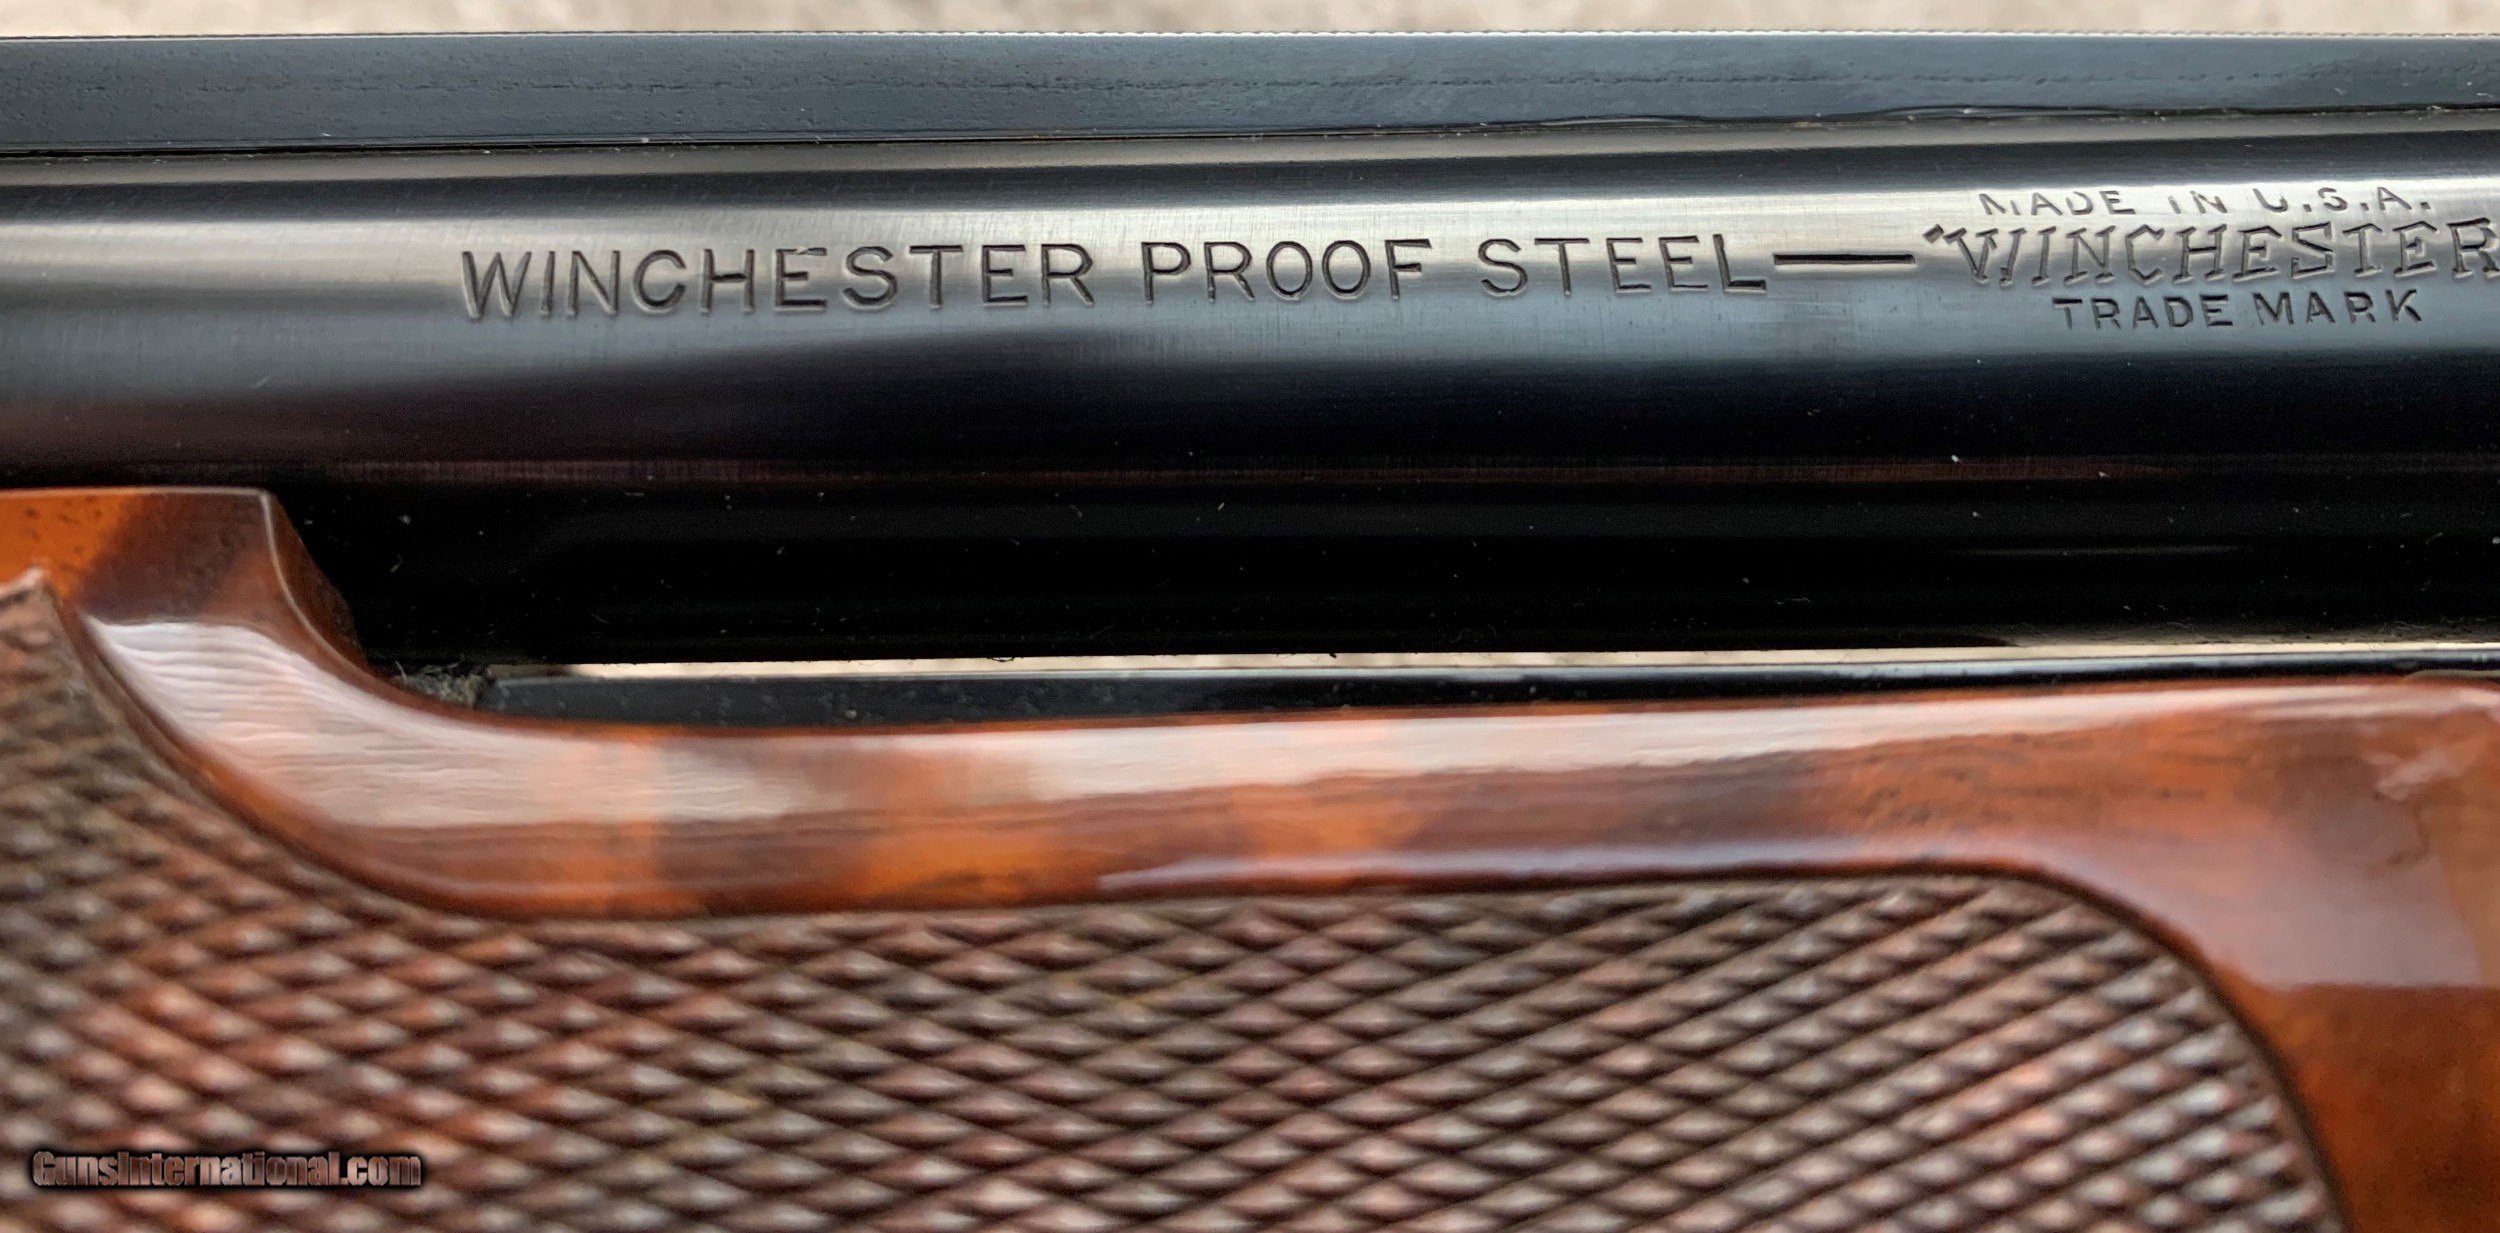 MADE IN U.S.A.
WINCHESTER PROOF STEEL—"WINCHESTER
TRADE MARK
GunsInternational.com